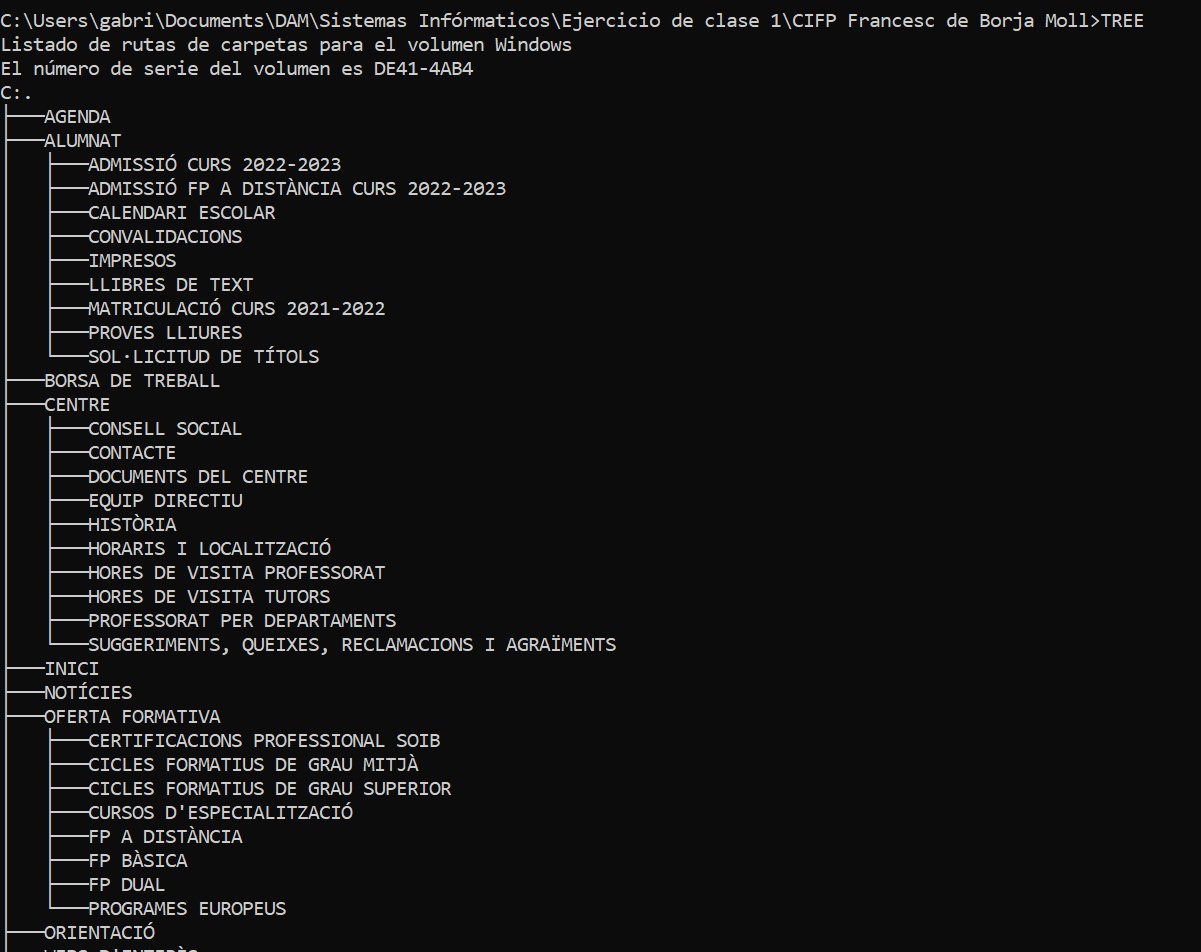 C:\Users\gabri\Documents\DAM\Sistemas Infórmaticos\Ejercicio de clase 1\CIFP Francesc de Borja Moll>TREE
Listado de rutas de carpetas para el volumen Windows
El número de serie del volumen es DE41-4AB4
C:.
├───AGENDA
├───ALUMNAT
│   ├───ADMISSIÓ CURS 2022-2023
│   ├───ADMISSIÓ FP A DISTÀNCIA CURS 2022-2023
│   ├───CALENDARI ESCOLAR
│   ├───CONVALIDACIONS
│   ├───IMPRESOS
│   ├───LLIBRES DE TEXT
│   ├───MATRICULACIÓ CURS 2021-2022
│   ├───PROVES LLIURES
│   └───SOL·LICITUD DE TÍTOLS
├───BORSA DE TREBALL
├───CENTRE
│   ├───CONSELL SOCIAL
│   ├───CONTACTE
│   ├───DOCUMENTS DEL CENTRE
│   ├───EQUIP DIRECTIU
│   ├───HISTÒRIA
│   ├───HORARIS I LOCALITZACIÓ
│   ├───HORES DE VISITA PROFESSORAT
│   ├───HORES DE VISITA TUTORS
│   ├───PROFESSORAT PER DEPARTAMENTS
│   └───SUGGERIMENTS, QUEIXES, RECLAMACIONS I AGRAÏMENTS
├───INICI
├───NOTÍCIES
├───OFERTA FORMATIVA
│   ├───CERTIFICACIONS PROFESSIONAL SOIB
│   ├───CICLES FORMATIUS DE GRAU MITJÀ
│   ├───CICLES FORMATIUS DE GRAU SUPERIOR
│   ├───CURSOS D'ESPECIALITZACIÓ
│   ├───FP A DISTÀNCIA
│   ├───FP BÀSICA
│   ├───FP DUAL
│   └───PROGRAMES EUROPEUS
├───ORIENTACIÓ